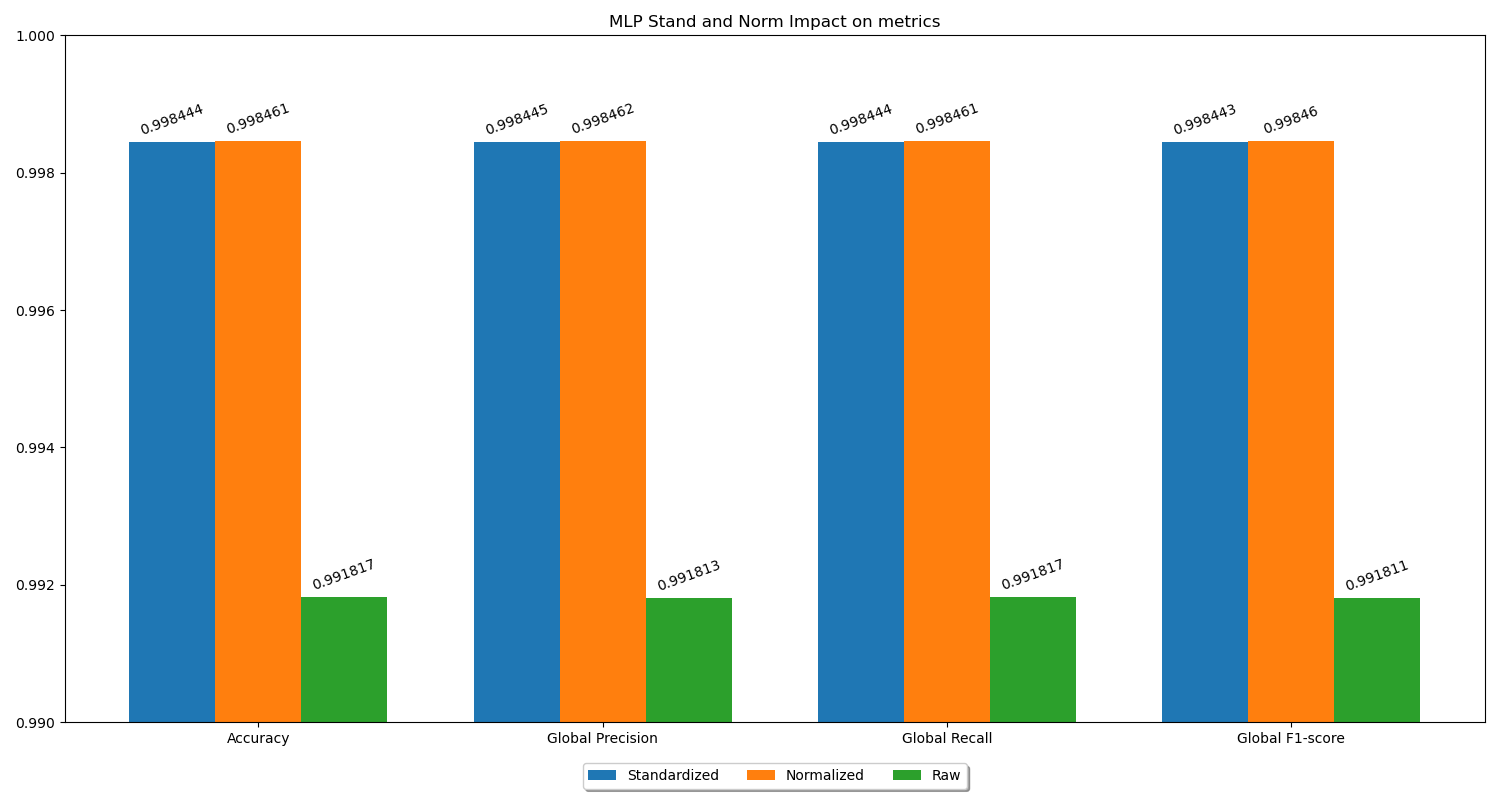 MLP Stand and Norm Impact on metrics
1.000
0.998
0.996
0.994
0.992
0.990
0.998444
0.998461
0.991817
0.998445
0.998462
0.991813
0.998444
0.998461
0.991817
0.998443
0.99846
0.991811
Accuracy
Global Precision
Global Recall
Global F1-score
Standardized
Normalized
Raw